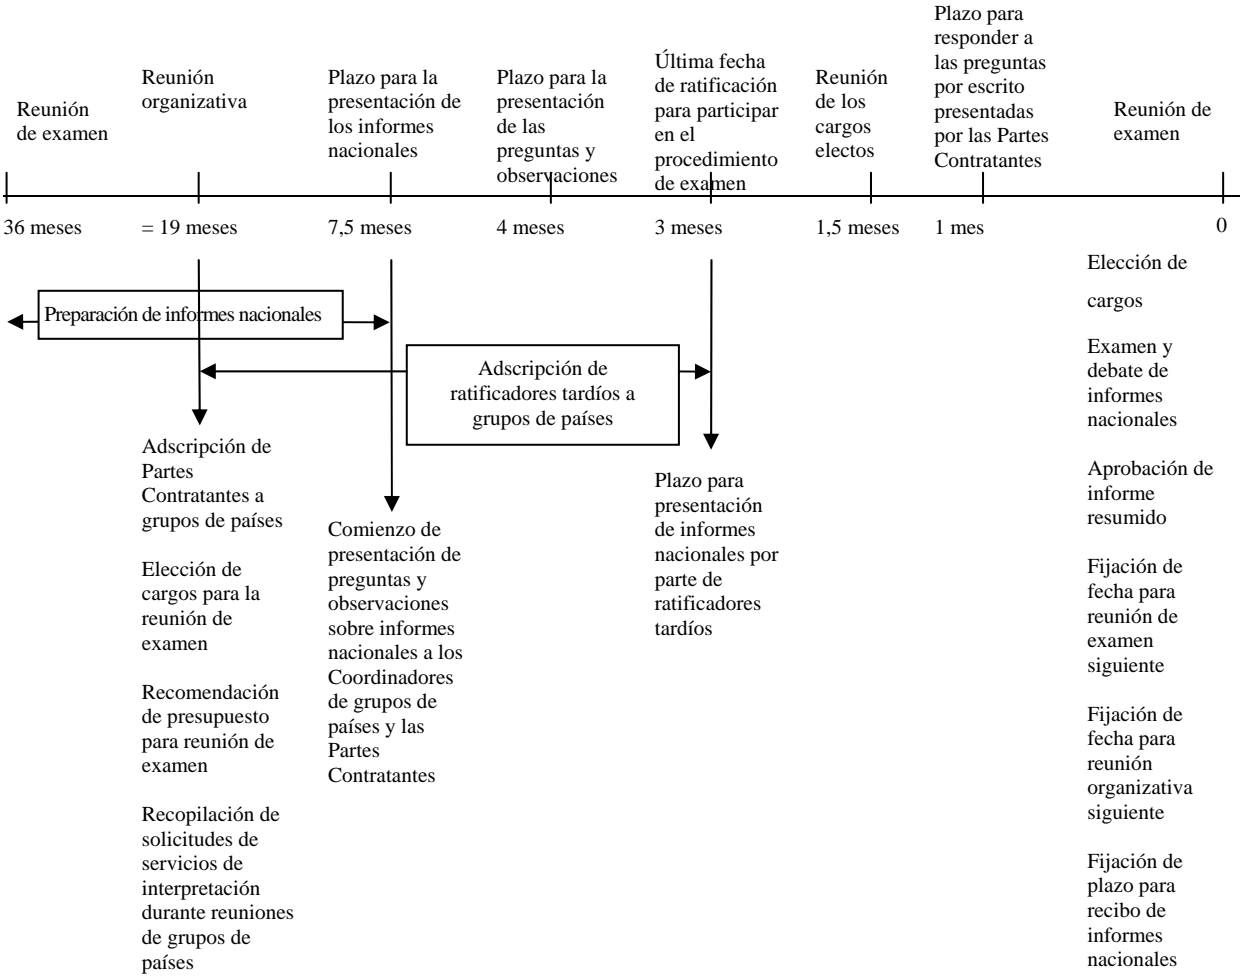 Reunión
de examen
Reunión
organizativa
Plazo para la
presentación de
los informes
nacionales
Plazo para la
presentación
de las
preguntas y
observaciones
Última fecha
de ratificación
para participar
en el
procedimiento
de examen
Reunión
de los
cargos
electos
Plazo para
responder a
las preguntas
por escrito
presentadas
por las Partes
Contratantes
Reunión de
examen
36 meses
= 19 meses
7,5 meses
4 meses
3 meses
1,5 meses
1 mes
0
Preparación de informes nacionales
Adscripción de
ratificadores tardíos a
grupos de países
Adscripción de
Partes
Contratantes a
grupos de países
Elección de
cargos para la
reunión de
examen
Recomendación
de presupuesto
para reunión de
examen
Recopilación de
solicitudes de
servicios de
interpretación
durante reuniones
de grupos de
países
Comienzo de
presentación de
preguntas y
observaciones
sobre informes
nacionales a los
Coordinadores
de grupos de
países y las
Partes
Contratantes
Plazo para
presentación
de informes
nacionales por
parte de
ratificadores
tardíos
Elección de
cargos
Examen y
debate de
informes
nacionales
Aprobación de
informe
resumido
Fijación de
fecha para
reunión de
examen
siguiente
Fijación de
fecha para
reunión
organizativa
siguiente
Fijación de
plazo para
recibo de
informes
nacionales